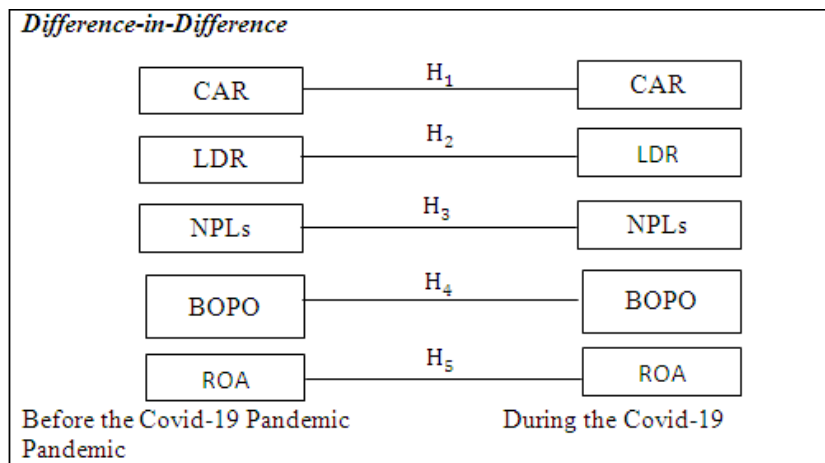 Difference-in-Difference
CAR H₁ CAR
LDR H₂ LDR
NPLs H₃ NPLs
BOPO H₄ BOPO
ROA H₅ ROA
Before the Covid-19 Pandemic During the Covid-19
Pandemic